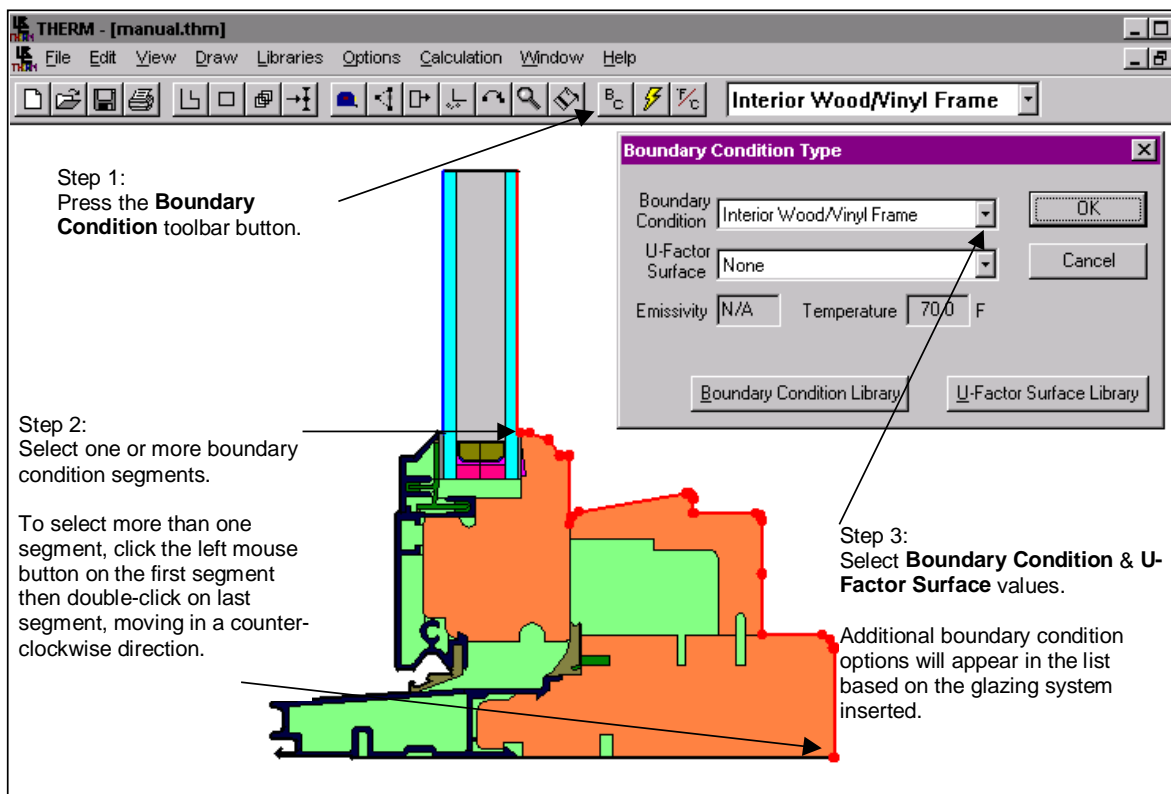 THERM - [manual.thm]
File Edit View Draw Libraries Options Calculation Window Help
BC °F/°C Interior Wood/Vinyl Frame
Step 1:
Press the Boundary
Condition toolbar button.
Boundary Condition Type
Boundary
Condition
Interior Wood/Vinyl Frame
OK
U-Factor
Surface
None
Cancel
Emissivity N/A Temperature 70.0 F
Boundary Condition Library U-Factor Surface Library
Step 2:
Select one or more boundary
condition segments.
To select more than one
segment, click the left mouse
button on the first segment
then double-click on last
segment, moving in a counter-
clockwise direction.
Step 3:
Select Boundary Condition & U-
Factor Surface values.
Additional boundary condition
options will appear in the list
based on the glazing system
inserted.